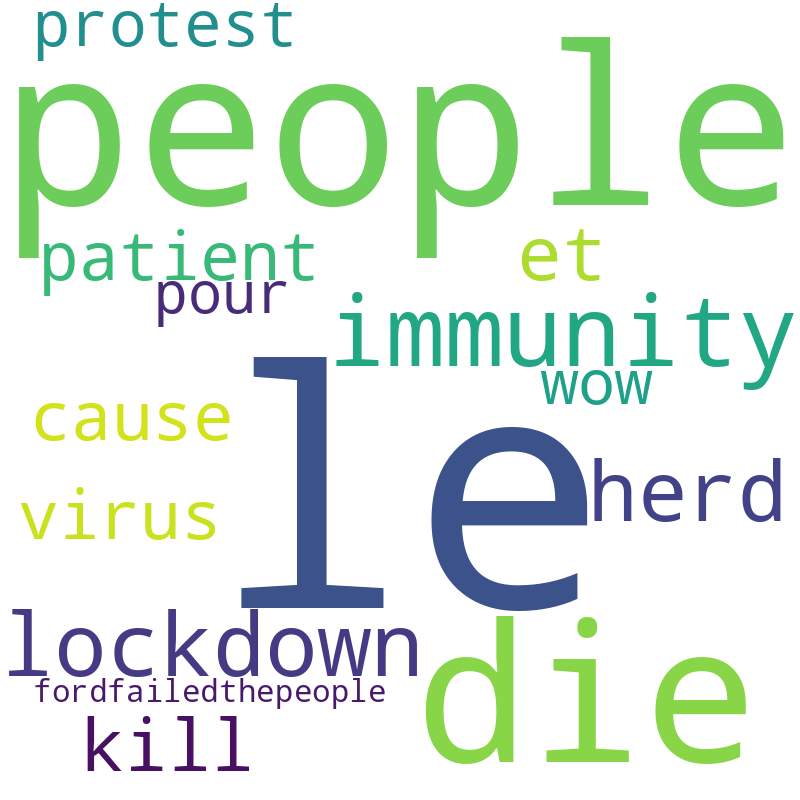 protest
people
patient
et
pour
immunity
wow
cause
le
herd
virus
lockdown
die
fordfailedthepeople
kill